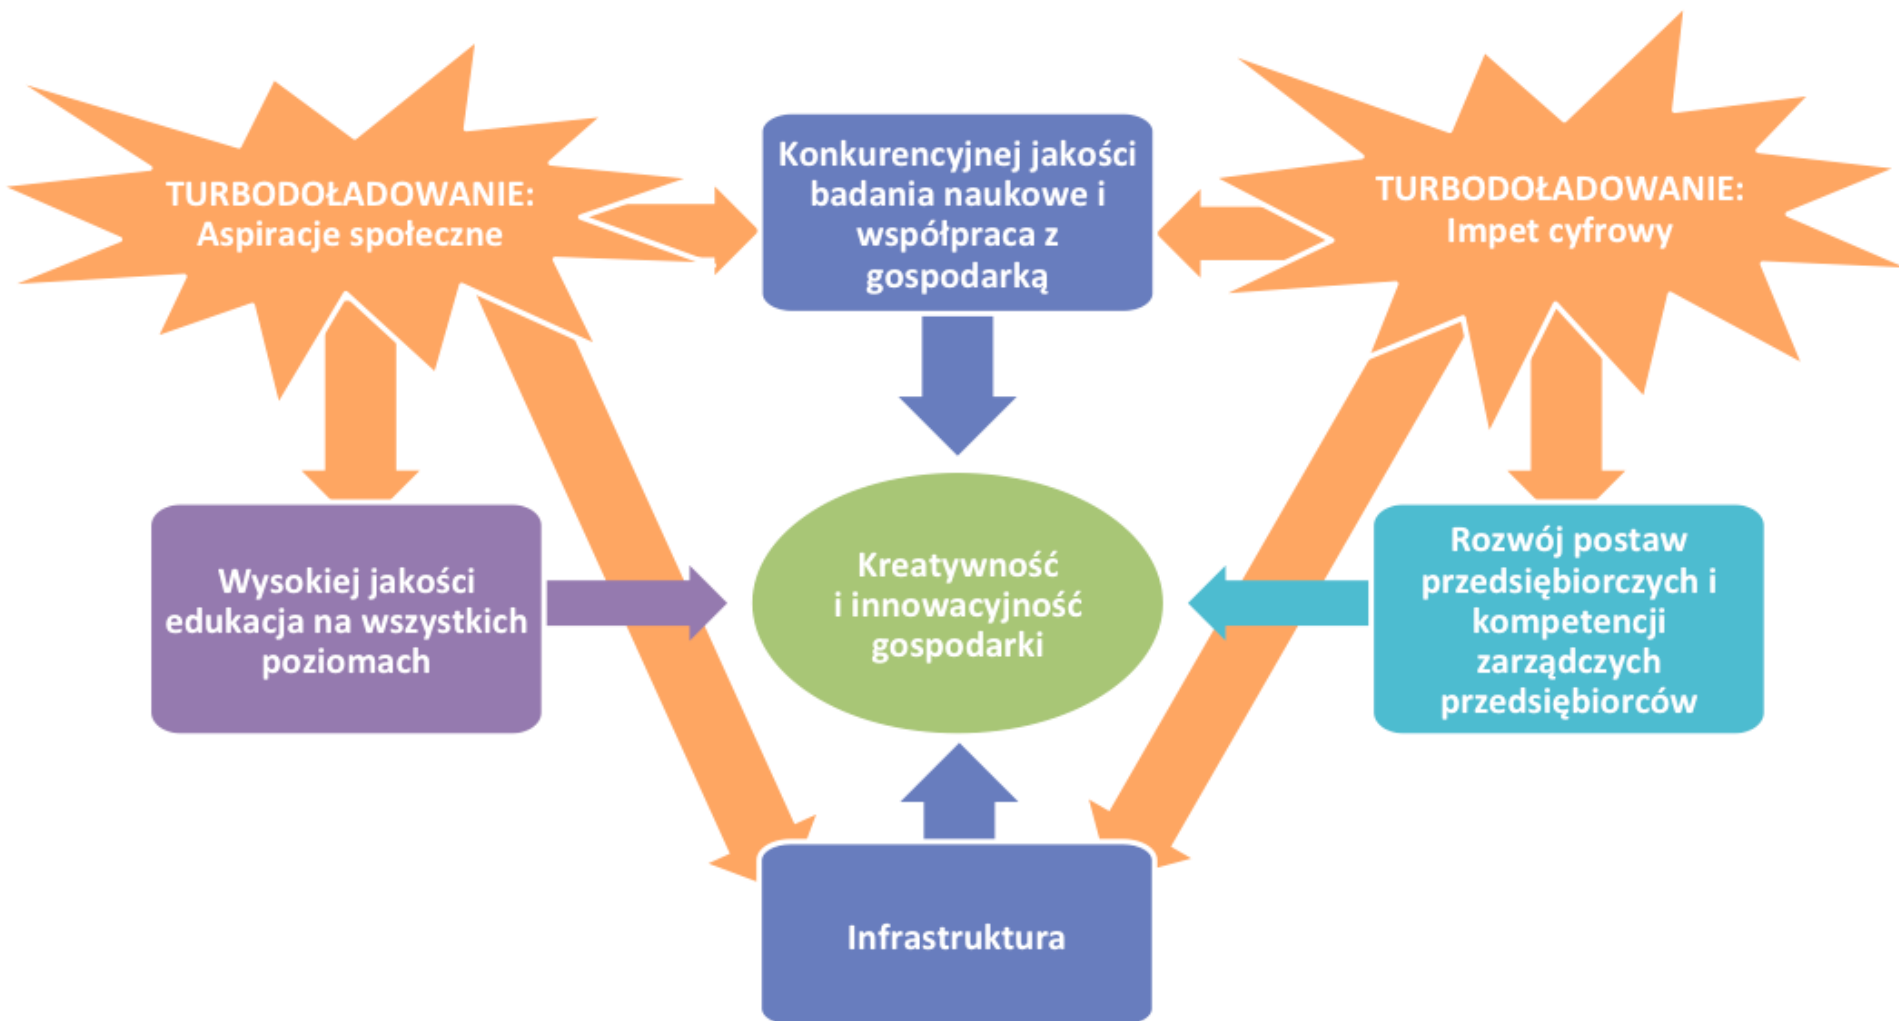 TURBODOŁADOWANIE:
Aspiracje społeczne
Konkurencyjnej jakości
badania naukowe i
współpraca z
gospodarką
TURBODOŁADOWANIE:
Impet cyfrowy
Wysokiej jakości
edukacja na wszystkich
poziomach
Kreatywność
i innowacyjność
gospodarki
Rozwój postaw
przedsiębiorczych i
kompetencji
zarządczych
przedsiębiorców
Infrastruktura